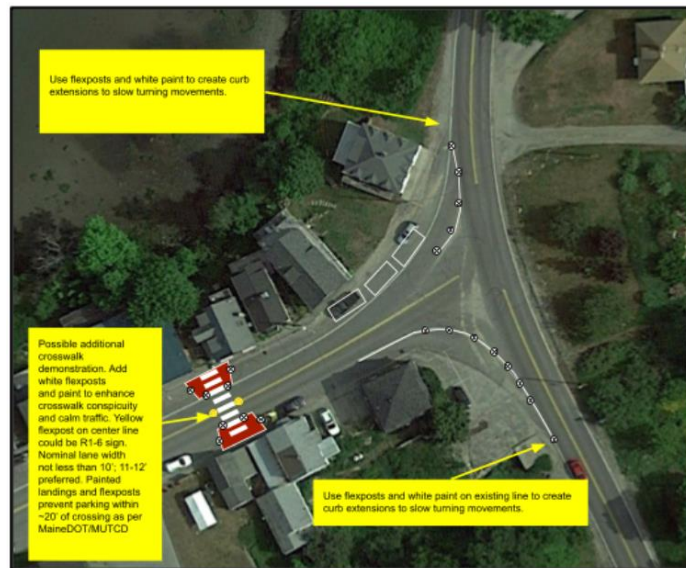 Use flexposts and white paint to create curb
extensions to slow turning movements.
Possible additional
crosswalk
demonstration. Add
white flexposts
and paint to enhance
crosswalk conspicuity
and calm traffic. Yellow
flexpost on center line
could be R1-6 sign.
Nominal lane width
not less than 10'; 11-12'
preferred. Painted
landings and flexposts
prevent parking within
~20' of crossing as per
MaineDOT/MUTCD
Use flexposts and white paint on existing line to create
curb extensions to slow turning movements.